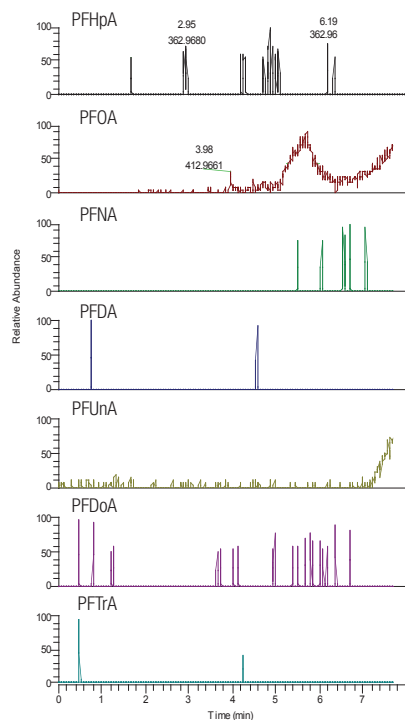 PFHpA
2.95
6.19
362.9680
362.96
100
50
0
PFOA
100
50
0
3.98
412.9661
PFNA
100
50
0
Relative Abundance
PFDA
100
50
0
PFUnA
100
50
0
PFDoA
100
50
0
PFTrA
100
50
0
0 1 2 3 4 5 6 7
Time (min)